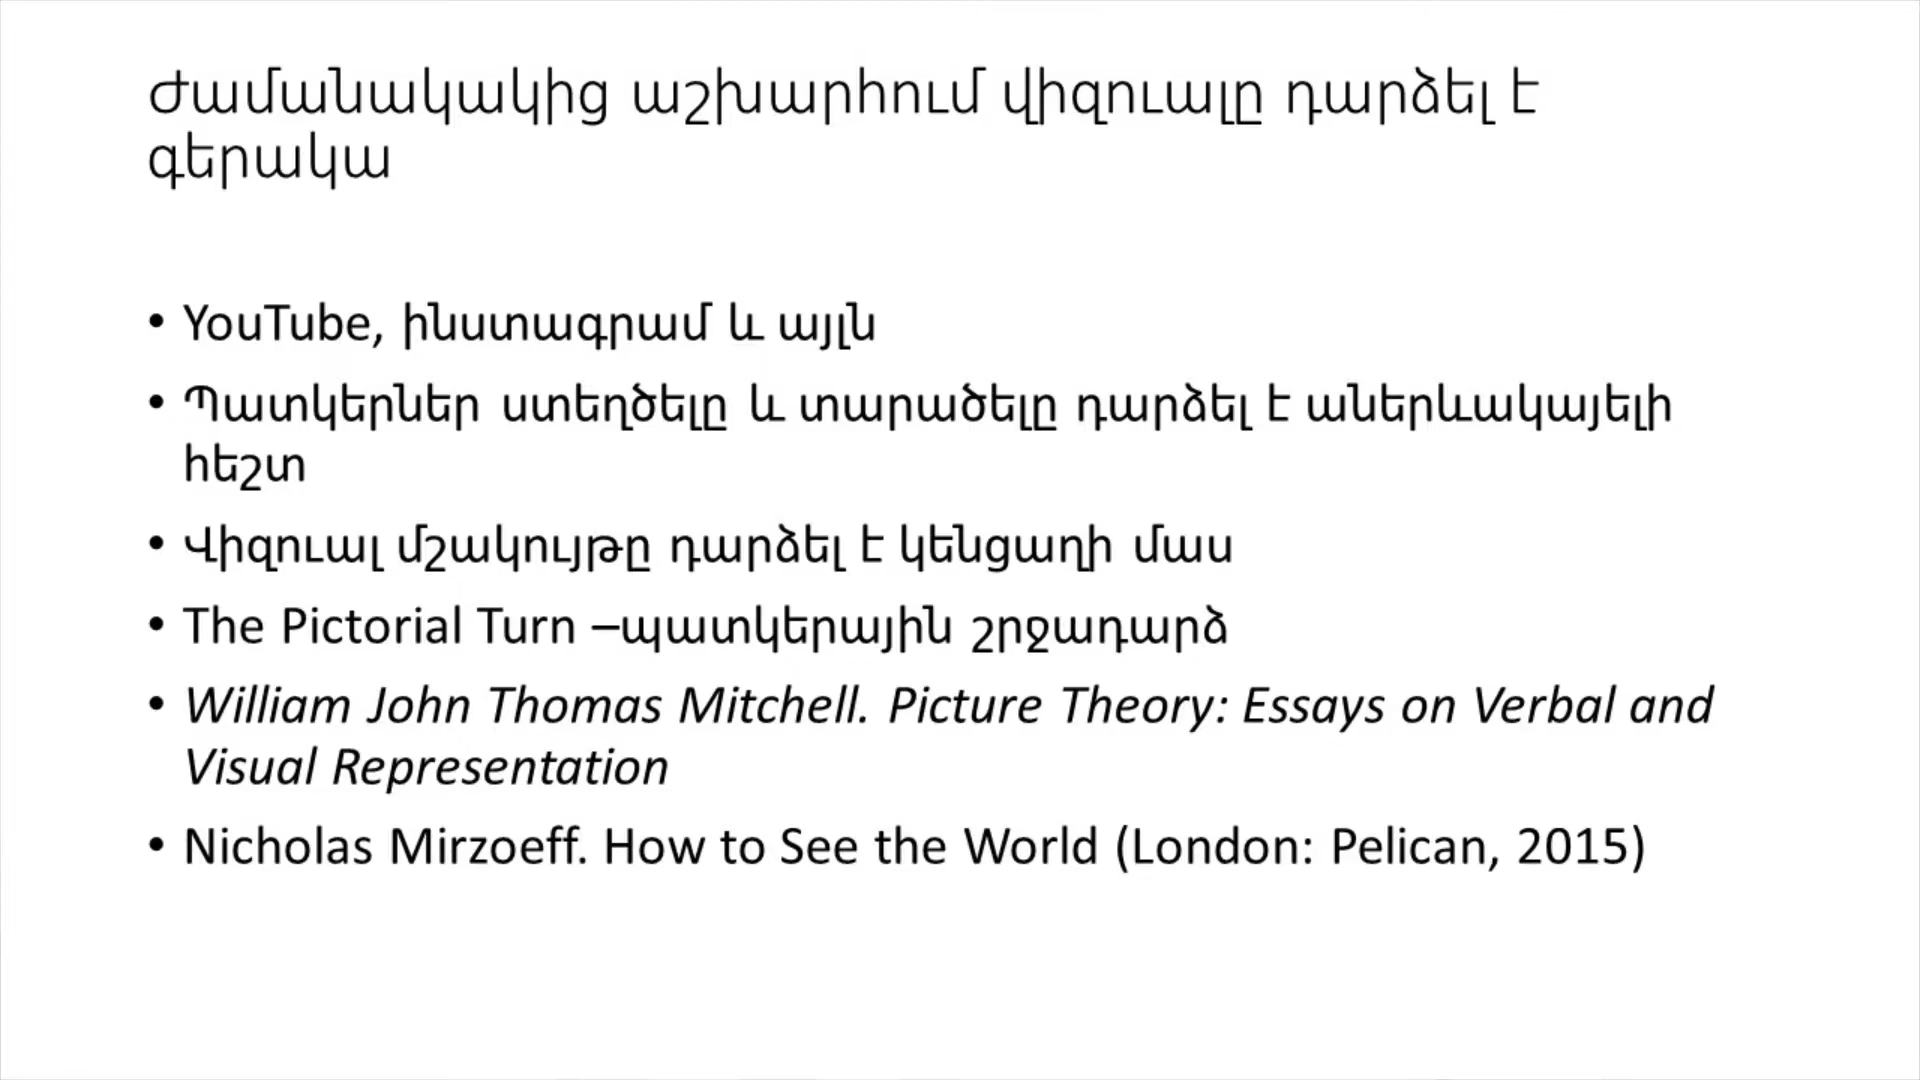 Ժամանակակից աշխարհում վիզուալը դարձել է
գերակա
• YouTube, ինստագրամ և այլն
• Պատկերներ ստեղծելը և տարածելը դարձել է աներևակայելի
հեշտ
• Վիզուալ մշակույթը դարձել է կենցաղի մաս
• The Pictorial Turn –պատկերային շրջադարձ
• William John Thomas Mitchell. Picture Theory: Essays on Verbal and
Visual Representation
• Nicholas Mirzoeff. How to See the World (London: Pelican, 2015)